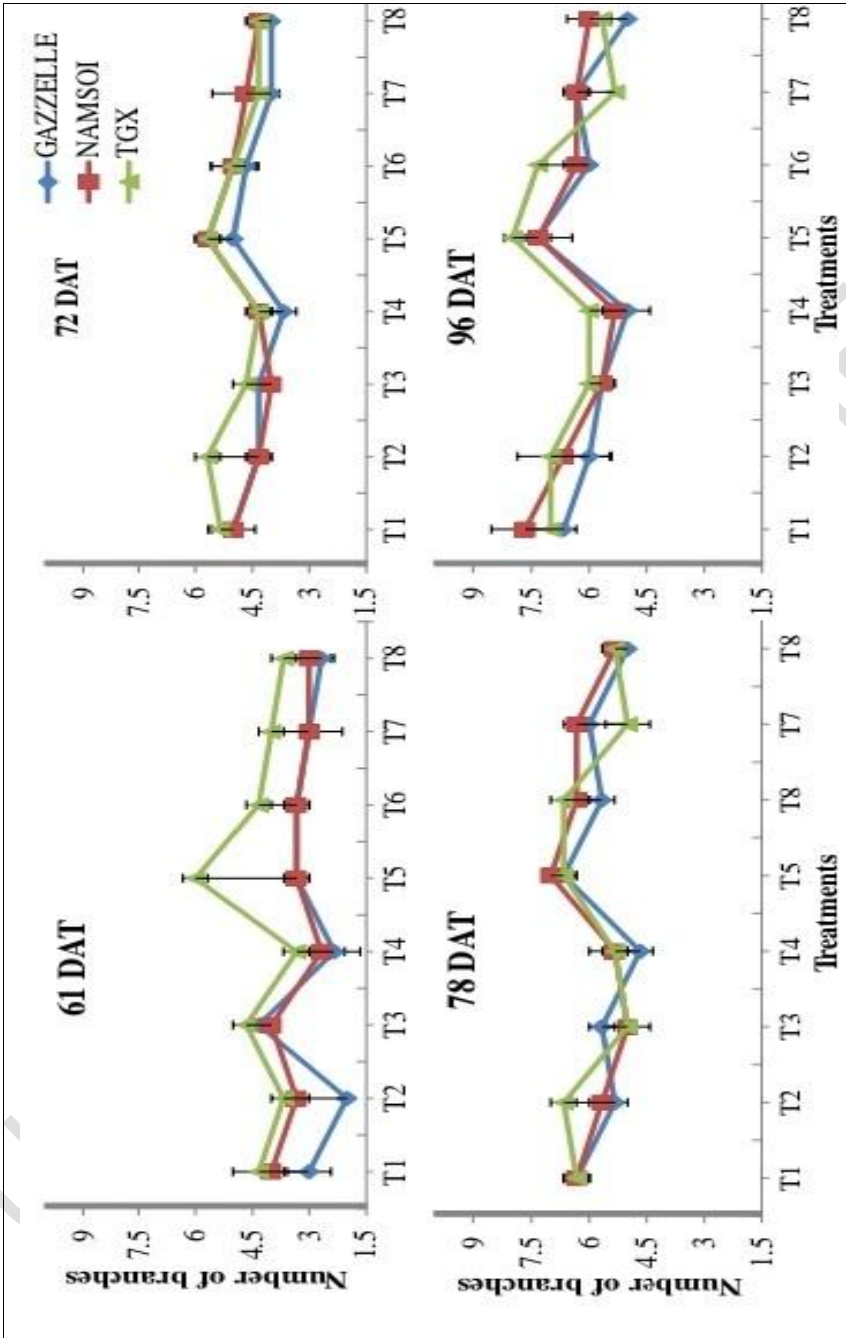 61 DAT
Number of branches
9
7.5
6
4.5
3
1.5
T1
T2
T3
T4
T5
T6
T7
T8
72 DAT
GAZZELLE
NAMSOI
TGX
9
7.5
6
4.5
3
1.5
T1
T2
T3
T4
T5
T6
T7
T8
78 DAT
Number of branches
9
7.5
6
4.5
3
1.5
T1
T2
T3
T4
T5
T8
T7
T8
Treatments
96 DAT
9
7.5
6
4.5
3
1.5
T1
T2
T3
T4
T5
T6
T7
T8
Treatments